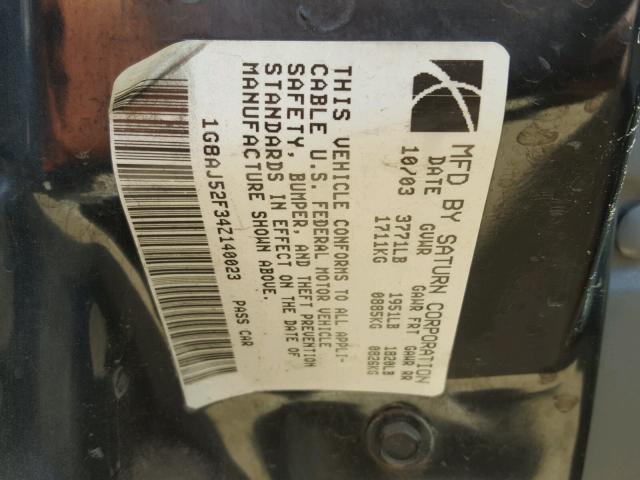 MFD BY SATURN CORPORATION
DATE GVWR GAWR FRT GAWR RR
10/03 3771LB 1951LB 1820LB
1711KG 0885KG 0826KG
THIS VEHICLE CONFORMS TO ALL APPLI-
CABLE U.S. FEDERAL MOTOR VEHICLE
SAFETY, BUMPER, AND THEFT PREVENTION
STANDARDS IN EFFECT ON THE DATE OF
MANUFACTURE SHOWN ABOVE.
1G8AJ52F34Z140023 PASS CAR